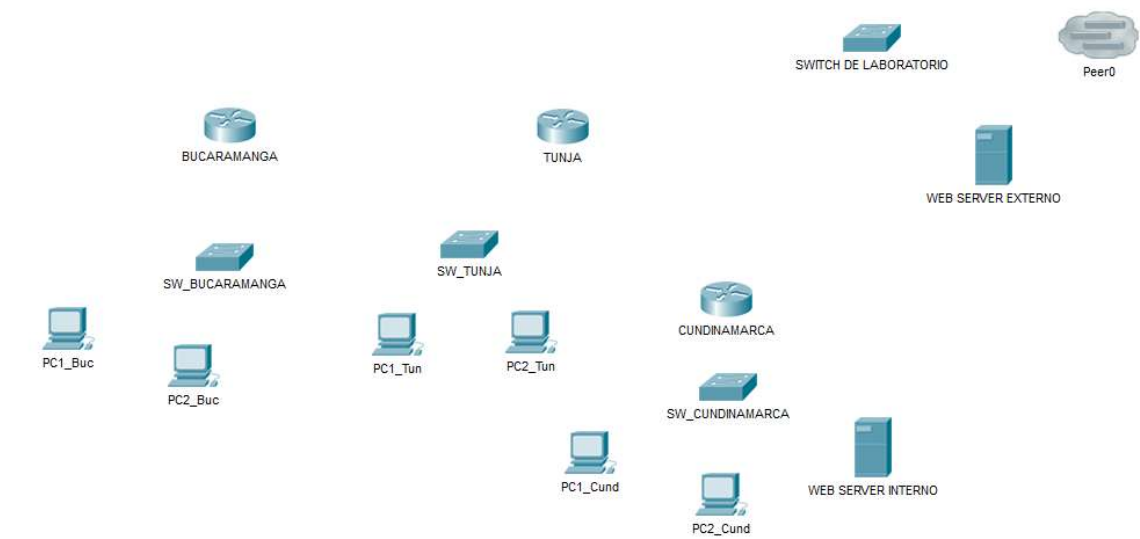 SWITCH DE LABORATORIO
Peer0
BUCARAMANGA
TUNJA
WEB SERVER EXTERNO
SW_BUCARAMANGA
SW_TUNJA
CUNDINAMARCA
PC1_Buc
PC2_Buc
PC1_Tun
PC2_Tun
SW_CUNDINAMARCA
PC1_Cund
WEB SERVER INTERNO
PC2_Cund